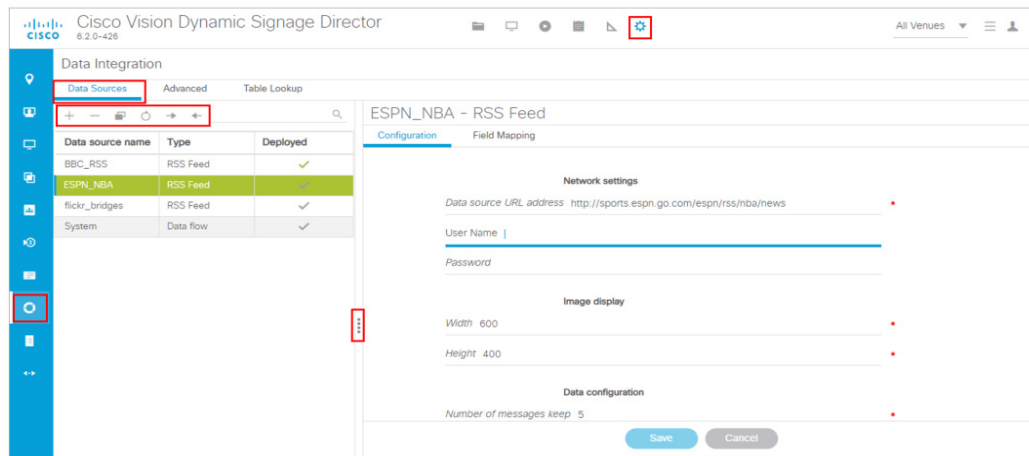 CISCO
Cisco Vision Dynamic Signage Director
6.2.0-426
All Venues
Data Integration
Data Sources Advanced Table Lookup
Data source name Type Deployed
BBC_RSS RSS Feed
ESPN_NBA RSS Feed
flickr_bridges RSS Feed
System Data flow
ESPN_NBA - RSS Feed
Configuration Field Mapping
Network settings
Data source URL address http://sports.espn.go.com/espn/rss/nba/news
User Name
Password
Image display
Width 600
Height 400
Data configuration
Number of messages keep 5
Save Cancel